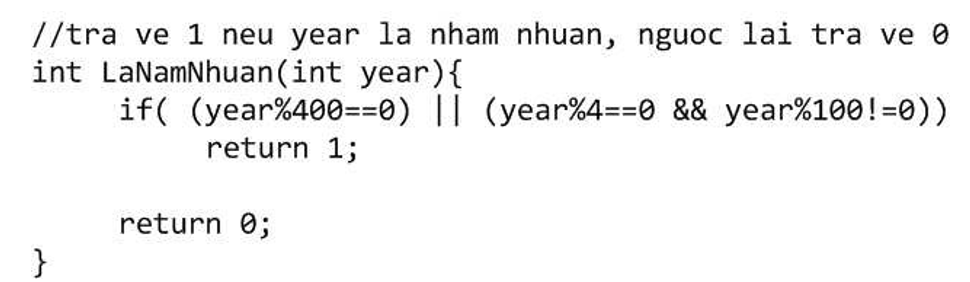 //tra ve 1 neu year la nham nhuan, nguoc lai tra ve 0
int LaNamNhuan(int year){
if( (year%400==0) || (year%4==0 && year%100!=0))
return 1;
return 0;
}